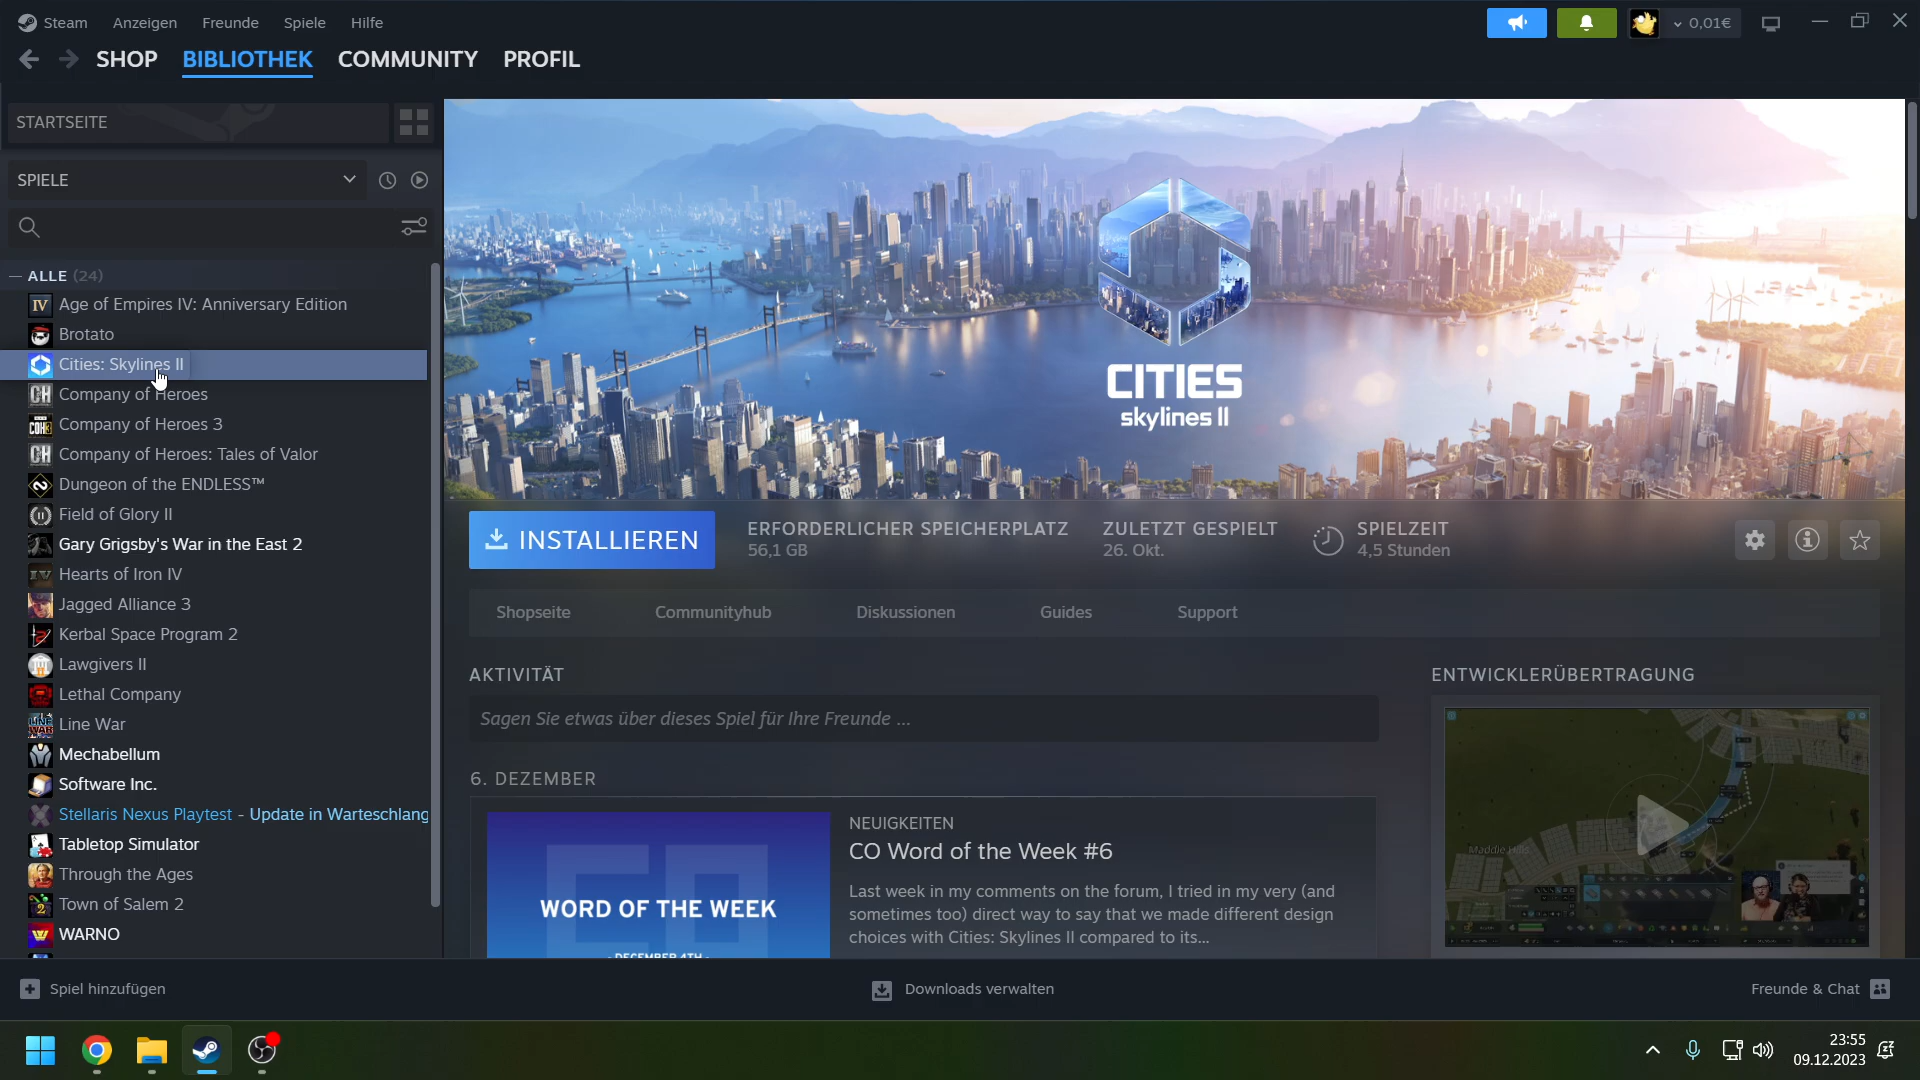 Steam Anzeigen Freunde Spiele Hilfe
0,01€
SHOP BIBLIOTHEK COMMUNITY PROFIL
STARTSEITE
SPIELE
— ALLE (24)
Age of Empires IV: Anniversary Edition
Brotato
Cities: Skylines II
Company of Heroes
Company of Heroes 3
Company of Heroes: Tales of Valor
Dungeon of the ENDLESS™
Field of Glory II
Gary Grigsby's War in the East 2
Hearts of Iron IV
Jagged Alliance 3
Kerbal Space Program 2
Lawgivers II
Lethal Company
Line War
Mechabellum
Software Inc.
Stellaris Nexus Playtest - Update in Warteschlang
Tabletop Simulator
Through the Ages
Town of Salem 2
WARNO
CITIES
skylines II
INSTALLIEREN
ERFORDERLICHER SPEICHERPLATZ
56,1 GB
ZULETZT GESPIELT
26. Okt.
SPIELZEIT
4,5 Stunden
Shopseite Communityhub Diskussionen Guides Support
AKTIVITÄT
Sagen Sie etwas über dieses Spiel für Ihre Freunde ...
6. DEZEMBER
WORD OF THE WEEK
- DECEMBER 4TH -
NEUIGKEITEN
CO Word of the Week #6
Last week in my comments on the forum, I tried in my very (and
sometimes too) direct way to say that we made different design
choices with Cities: Skylines II compared to its...
ENTWICKLERÜBERTRAGUNG
Maddie Hills
Spiel hinzufügen
Downloads verwalten
Freunde & Chat
23:55
09.12.2023